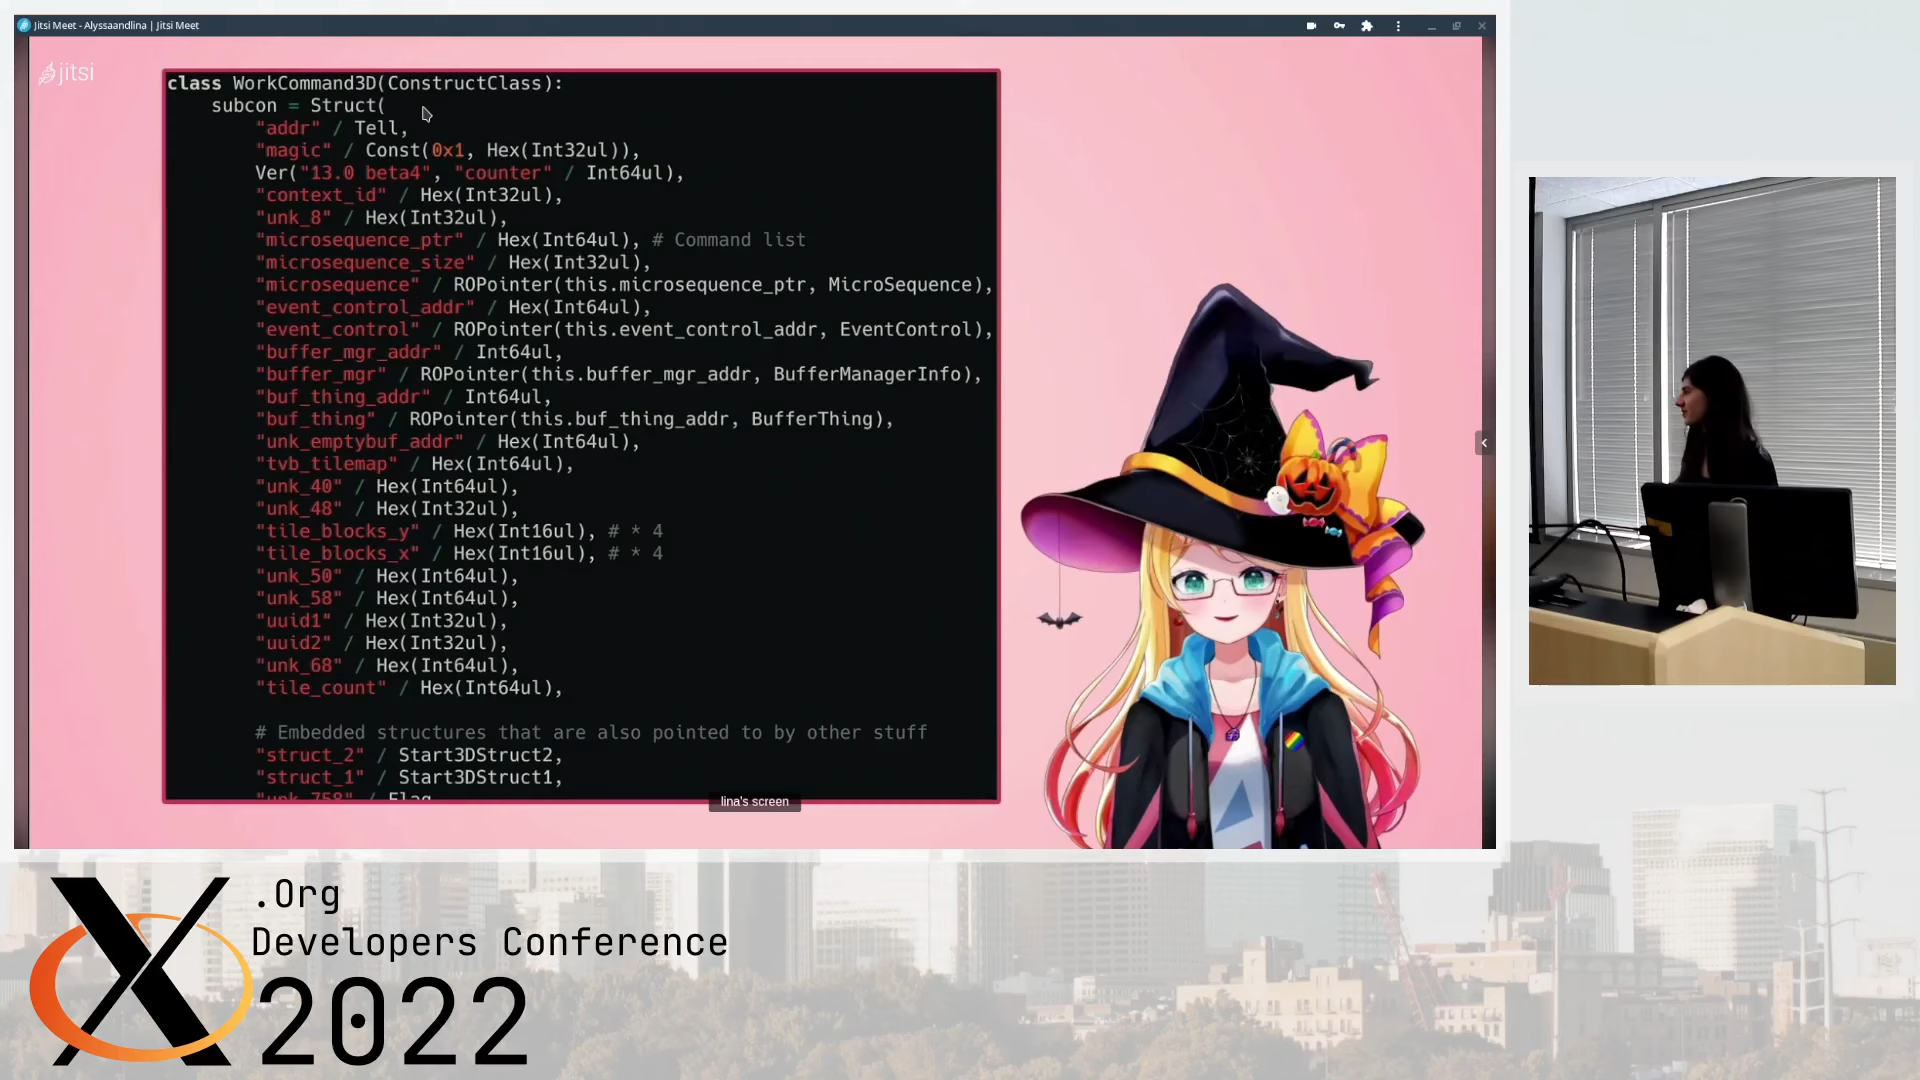 Jitsi Meet - Alyssaandlina | Jitsi Meet
jitsi
class WorkCommand3D(ConstructClass):
subcon = Struct(
"addr" / Tell,
"magic" / Const(0x1, Hex(Int32ul)),
Ver("13.0 beta4", "counter" / Int64ul),
"context_id" / Hex(Int32ul),
"unk_8" / Hex(Int32ul),
"microsequence_ptr" / Hex(Int64ul), # Command list
"microsequence_size" / Hex(Int32ul),
"microsequence" / ROPointer(this.microsequence_ptr, MicroSequence),
"event_control_addr" / Hex(Int64ul),
"event_control" / ROPointer(this.event_control_addr, EventControl),
"buffer_mgr_addr" / Int64ul,
"buffer_mgr" / ROPointer(this.buffer_mgr_addr, BufferManagerInfo),
"buf_thing_addr" / Int64ul,
"buf_thing" / ROPointer(this.buf_thing_addr, BufferThing),
"unk_emptybuf_addr" / Hex(Int64ul),
"tvb_tilemap" / Hex(Int64ul),
"unk_40" / Hex(Int64ul),
"unk_48" / Hex(Int32ul),
"tile_blocks_y" / Hex(Int16ul), # * 4
"tile_blocks_x" / Hex(Int16ul), # * 4
"unk_50" / Hex(Int64ul),
"unk_58" / Hex(Int64ul),
"uuid1" / Hex(Int32ul),
"uuid2" / Hex(Int32ul),
"unk_68" / Hex(Int64ul),
"tile_count" / Hex(Int64ul),
# Embedded structures that are also pointed to by other stuff
"struct_2" / Start3DStruct2,
"struct_1" / Start3DStruct1,
"unk_758" / Flag
lina's screen
X.Org
Developers Conference
2022